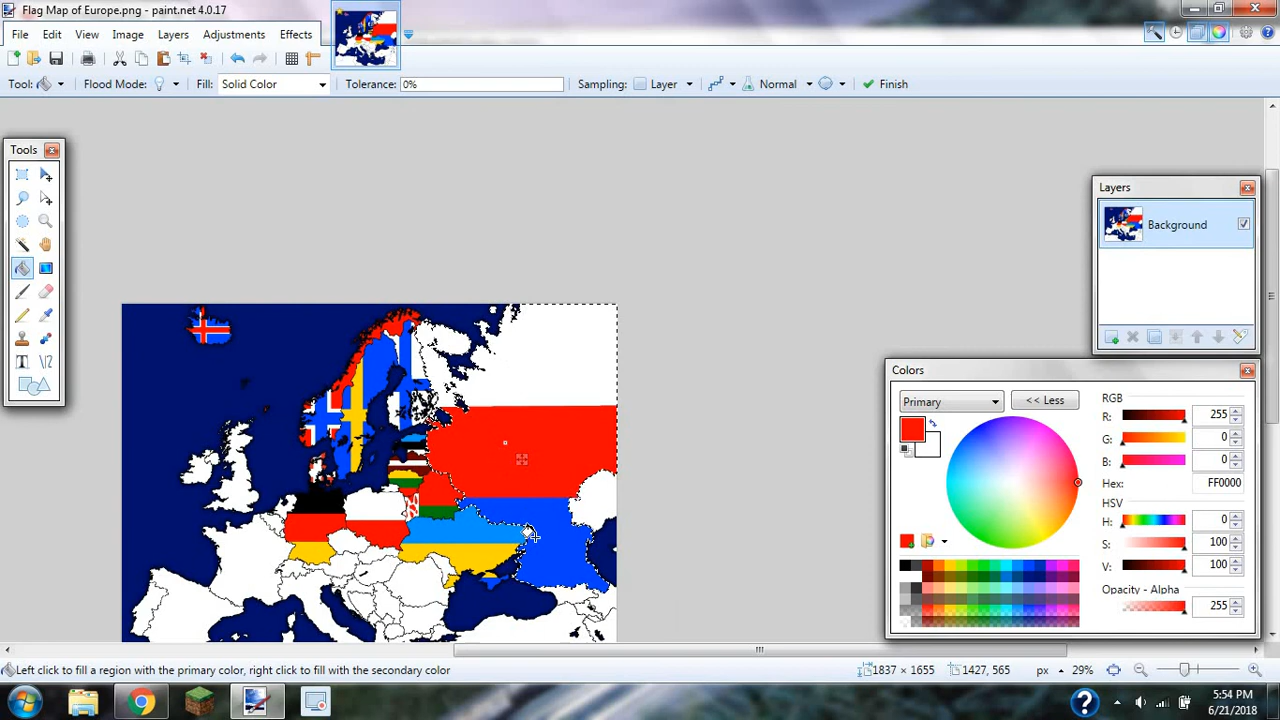 Flag Map of Europe.png - paint.net 4.0.17
File Edit View Image Layers Adjustments Effects
Tool: Flood Mode: Fill: Solid Color Tolerance: 0% Sampling: Layer Normal Finish
Tools
Layers
Background
Colors
Primary
<< Less
RGB
R: 255
G: 0
B: 0
Hex: FF0000
HSV
H: 0
S: 100
V: 100
Opacity - Alpha
255
Left click to fill a region with the primary color, right click to fill with the secondary color
1837 × 1655
1427, 565
px
29%
5:54 PM
6/21/2018